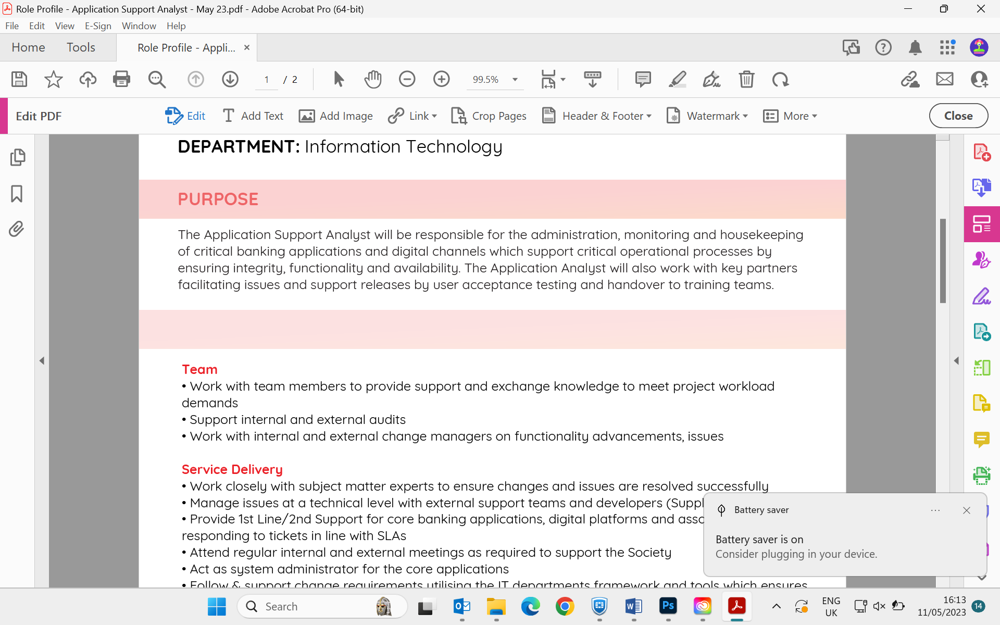 Role Profile - Application Support Analyst - May 23.pdf - Adobe Acrobat Pro (64-bit)
File Edit View E-Sign Window Help
Home Tools Role Profile - Appli... ×
1 / 2 99.5%
Edit PDF Edit Add Text Add Image Link Crop Pages Header & Footer Watermark More Close
DEPARTMENT: Information Technology
PURPOSE
The Application Support Analyst will be responsible for the administration, monitoring and housekeeping
of critical banking applications and digital channels which support critical operational processes by
ensuring integrity, functionality and availability. The Application Analyst will also work with key partners
facilitating issues and support releases by user acceptance testing and handover to training teams.
Team
• Work with team members to provide support and exchange knowledge to meet project workload
demands
• Support internal and external audits
• Work with internal and external change managers on functionality advancements, issues
Service Delivery
• Work closely with subject matter experts to ensure changes and issues are resolved successfully
• Manage issues at a technical level with external support teams and developers (Suppl
• Provide 1st Line/2nd Support for core banking applications, digital platforms and asso
responding to tickets in line with SLAs
• Attend regular internal and external meetings as required to support the Society
• Act as system administrator for the core applications
• Follow & support change requirements utilising the IT departments framework and tools which ensures
Battery saver
Battery saver is on
Consider plugging in your device.
Search
Ps
ENG
UK
16:13
11/05/2023
14